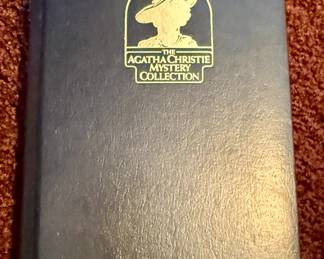 THE
AGATHA CHRISTIE
MYSTERY
COLLECTION